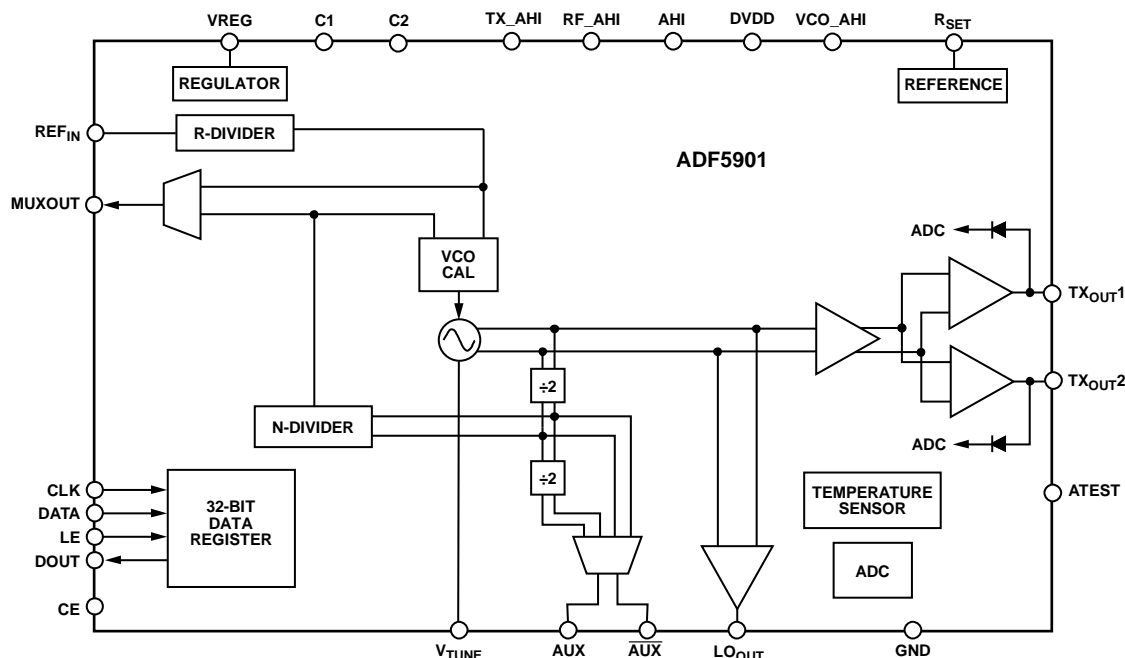 VREG C1 C2 TX_AHI RF_AHI AHI DVDD VCO_AHI RSET
REGULATOR
REFERENCE
REFIN
R-DIVIDER
ADF5901
MUXOUT
ADC
VCO
CAL
TXOUT1
÷2
TXOUT2
N-DIVIDER
ADC
÷2
CLK
DATA
LE
DOUT
32-BIT
DATA
REGISTER
TEMPERATURE
SENSOR
ATEST
ADC
CE
VTUNE AUX AUX LOOUT GND